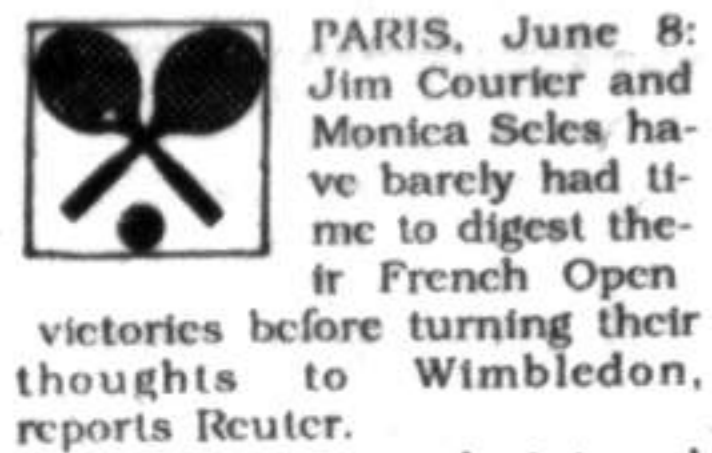 PARIS, June 8:
Jim Courier and
Monica Seles ha-
ve barely had ti-
me to digest the-
ir French Open
victories before turning their
thoughts to Wimbledon,
reports Reuter.